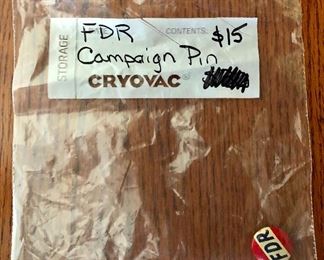 STORAGE
FDR CONTENTS: $15
Campaign Pin
CRYOVAC®
FDR